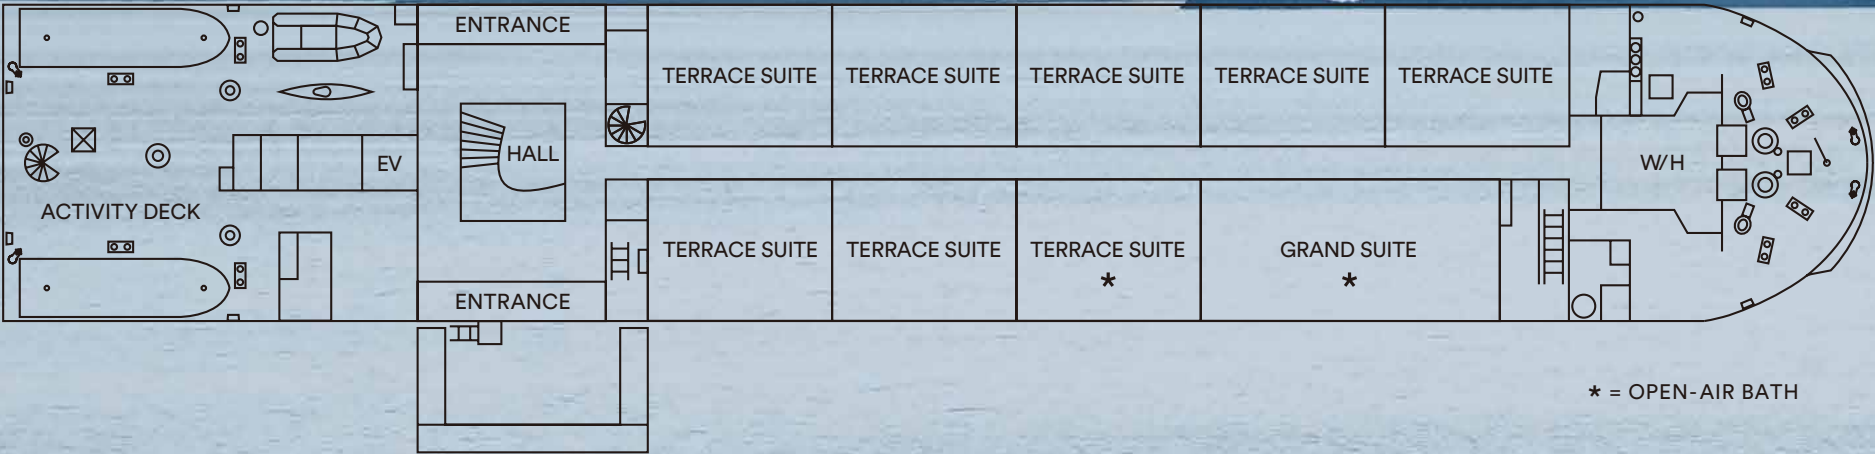 ENTRANCE
TERRACE SUITE
TERRACE SUITE
TERRACE SUITE
TERRACE SUITE
TERRACE SUITE
EV
HALL
W/H
ACTIVITY DECK
TERRACE SUITE
TERRACE SUITE
TERRACE SUITE
*
GRAND SUITE
*
ENTRANCE
* = OPEN-AIR BATH